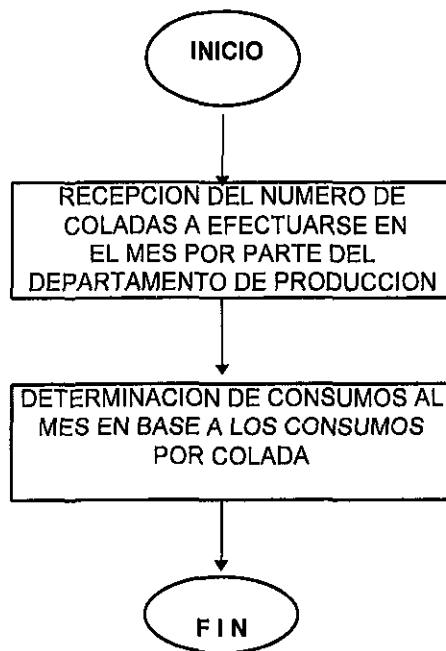 INICIO
RECEPCION DEL NUMERO DE
COLADAS A EFECTUARSE EN
EL MES POR PARTE DEL
DEPARTAMENTO DE PRODUCCION
DETERMINACION DE CONSUMOS AL
MES EN BASE A LOS CONSUMOS
POR COLADA
F I N